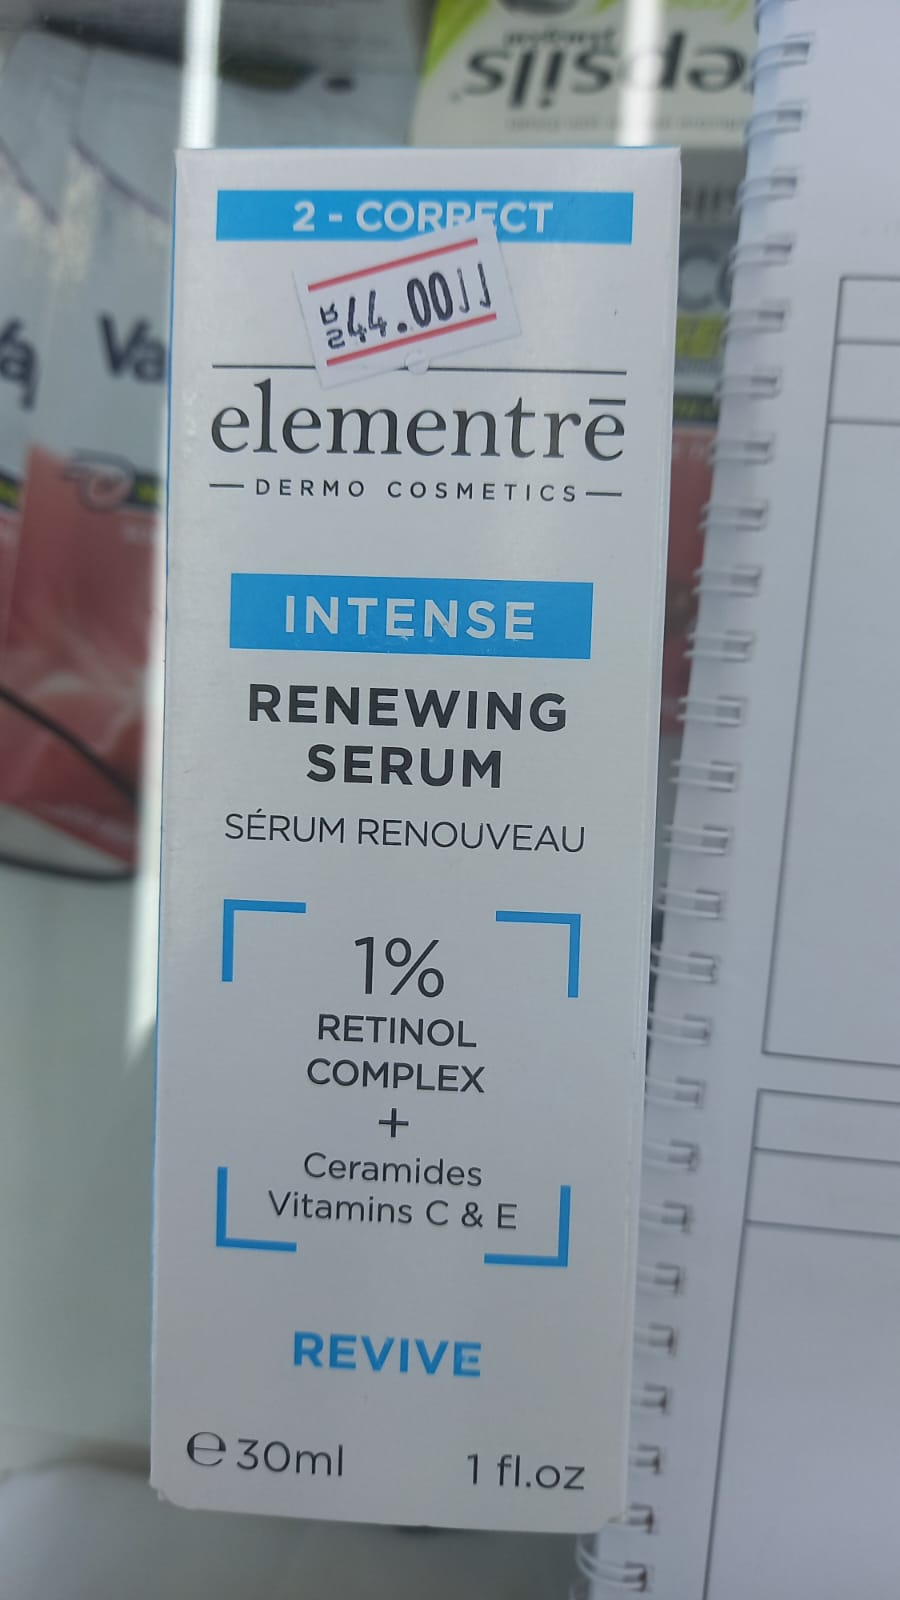 2 - CORRECT
44.00
elementrē
DERMO COSMETICS
INTENSE
RENEWING
SERUM
SÉRUM RENOUVEAU
1%
RETINOL
COMPLEX
+
Ceramides
Vitamins C & E
REVIVE
℮ 30ml 1 fl.oz